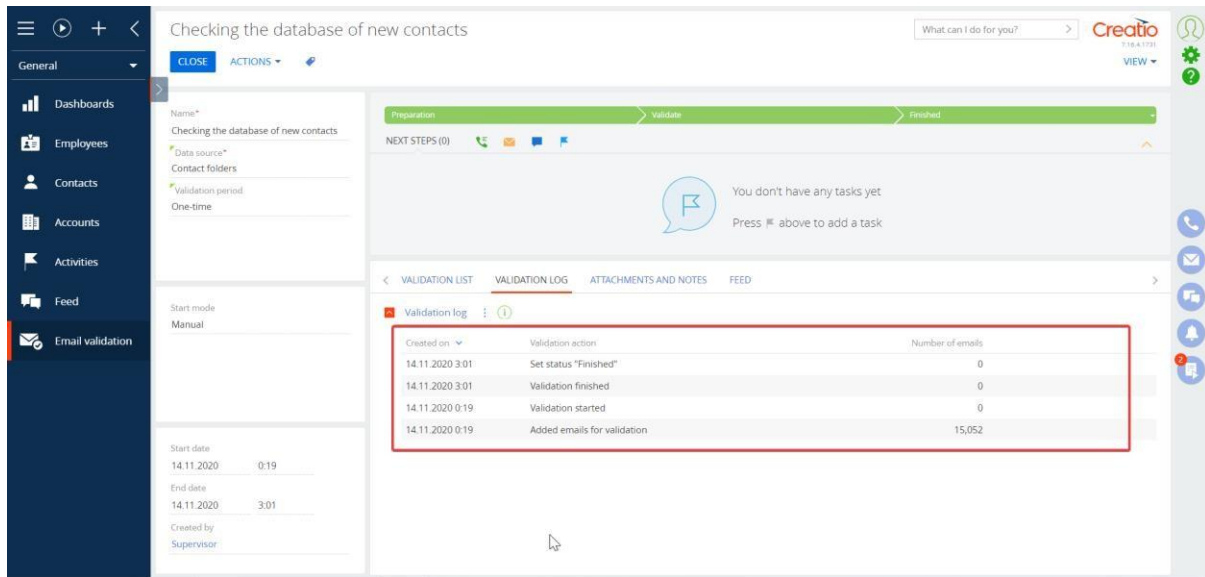 Checking the database of new contacts
What can I do for you?
Creatio
7.18.4.1731
General
CLOSE ACTIONS
VIEW
Dashboards
Employees
Contacts
Accounts
Activities
Feed
Email validation
Name*
Checking the database of new contacts
Data source*
Contact folders
Validation period
One-time
Start mode
Manual
Start date
14.11.2020 0:19
End date
14.11.2020 3:01
Created by
Supervisor
Preparation Validate Finished
NEXT STEPS (0)
You don't have any tasks yet
Press above to add a task
VALIDATION LIST VALIDATION LOG ATTACHMENTS AND NOTES FEED
Validation log
Created on Validation action Number of emails
14.11.2020 3:01 Set status "Finished" 0
14.11.2020 3:01 Validation finished 0
14.11.2020 0:19 Validation started 0
14.11.2020 0:19 Added emails for validation 15,052
2